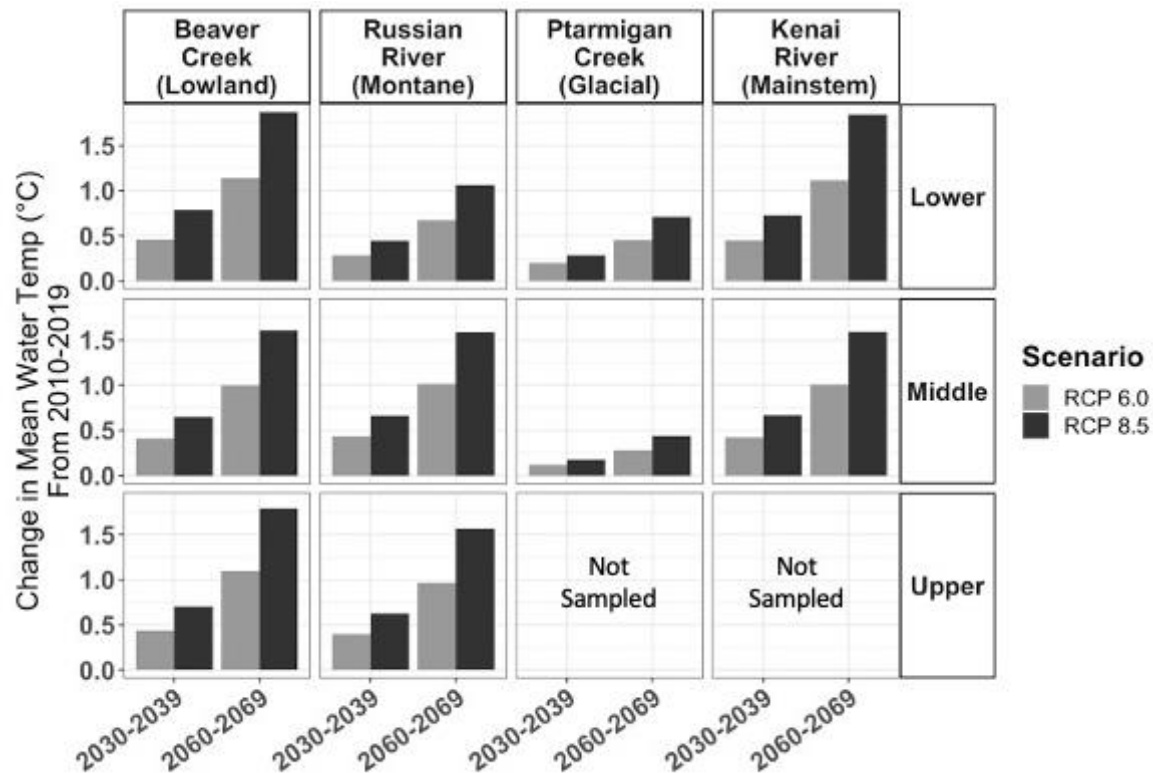 Beaver
Creek
(Lowland)
Russian
River
(Montane)
Ptarmigan
Creek
(Glacial)
Kenai
River
(Mainstem)
Change in Mean Water Temp (°C)
From 2010-2019
1.5
1.0
0.5
0.0
Lower
1.5
1.0
0.5
0.0
Middle
1.5
1.0
0.5
0.0
Not
Sampled
Not
Sampled
Upper
2030-2039
2060-2069
2030-2039
2060-2069
2030-2039
2060-2069
2030-2039
2060-2069
Scenario
RCP 6.0
RCP 8.5